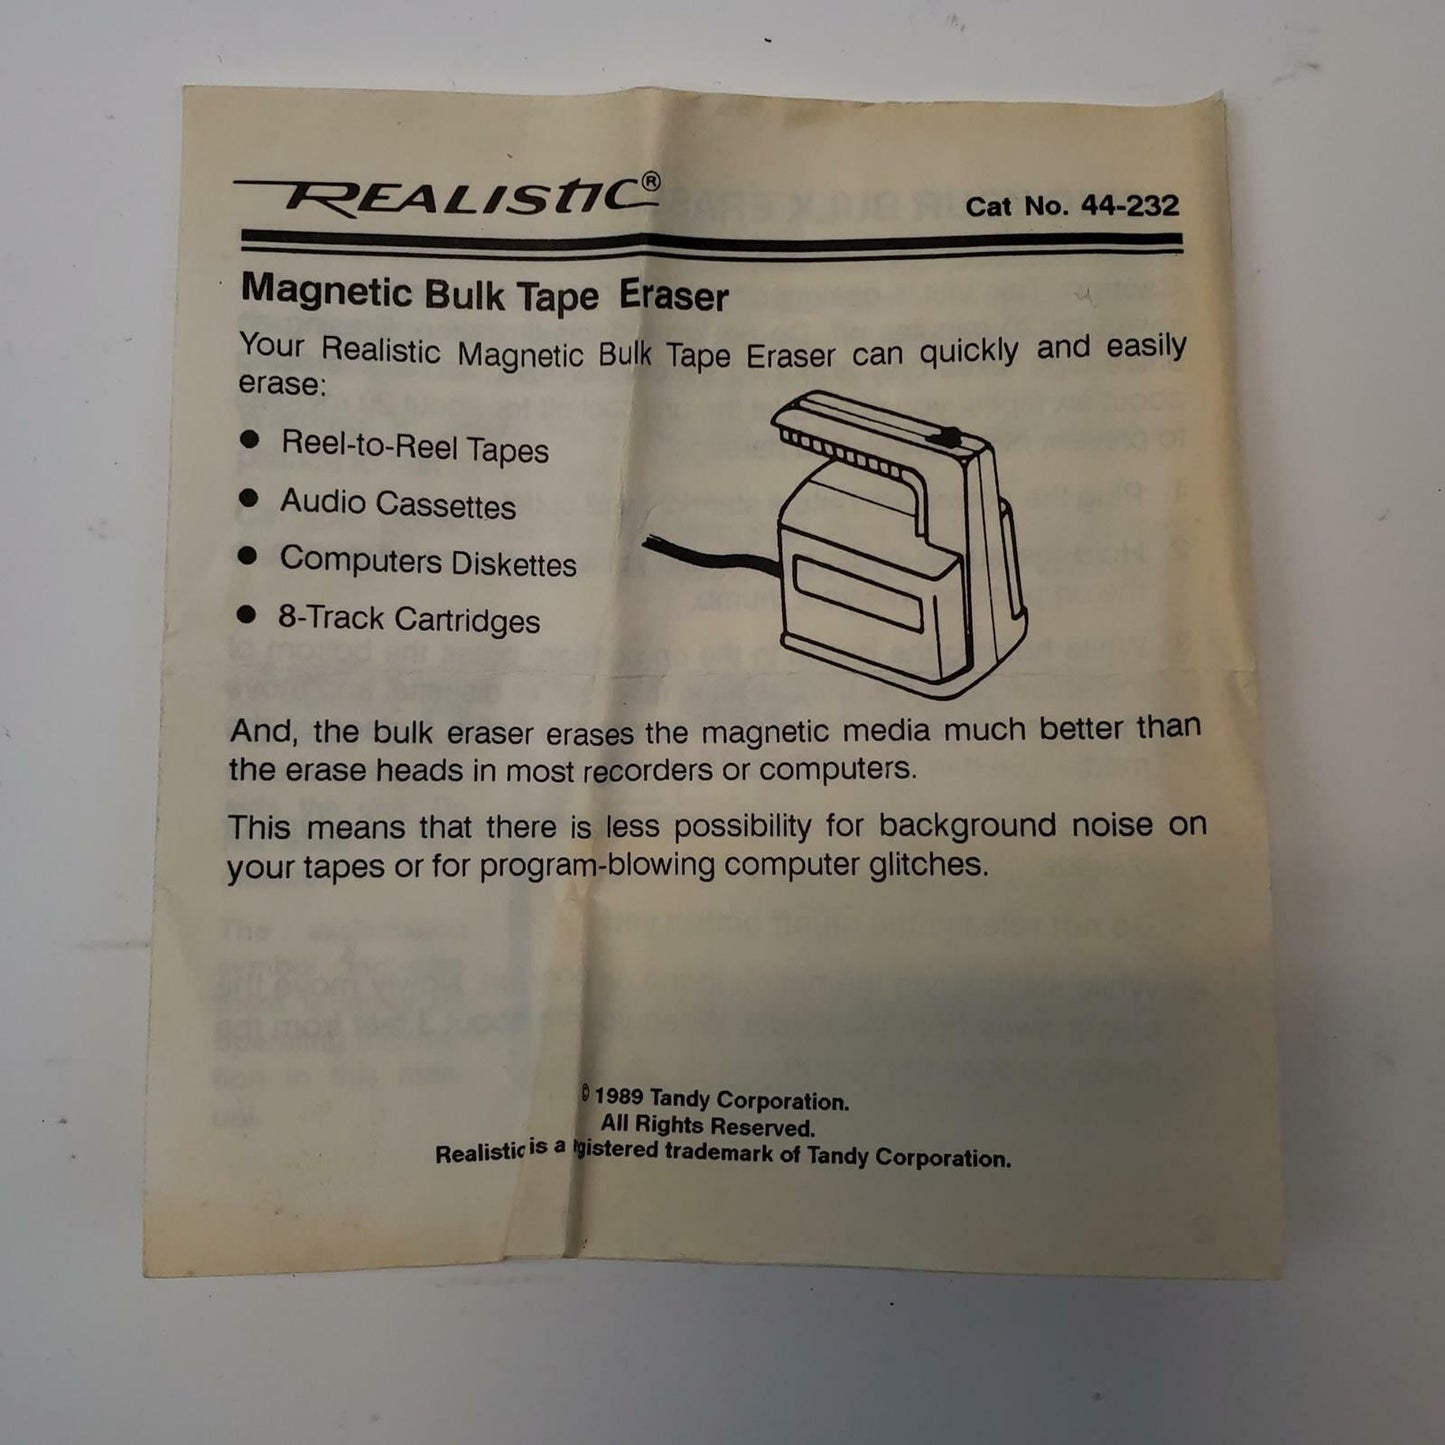 REALISTIC®
Cat No. 44-232
Magnetic Bulk Tape Eraser
Your Realistic Magnetic Bulk Tape Eraser can quickly and easily
erase:
● Reel-to-Reel Tapes
● Audio Cassettes
● Computers Diskettes
● 8-Track Cartridges
And, the bulk eraser erases the magnetic media much better than
the erase heads in most recorders or computers.
This means that there is less possibility for background noise on
your tapes or for program-blowing computer glitches.
© 1989 Tandy Corporation.
All Rights Reserved.
Realistic is a registered trademark of Tandy Corporation.